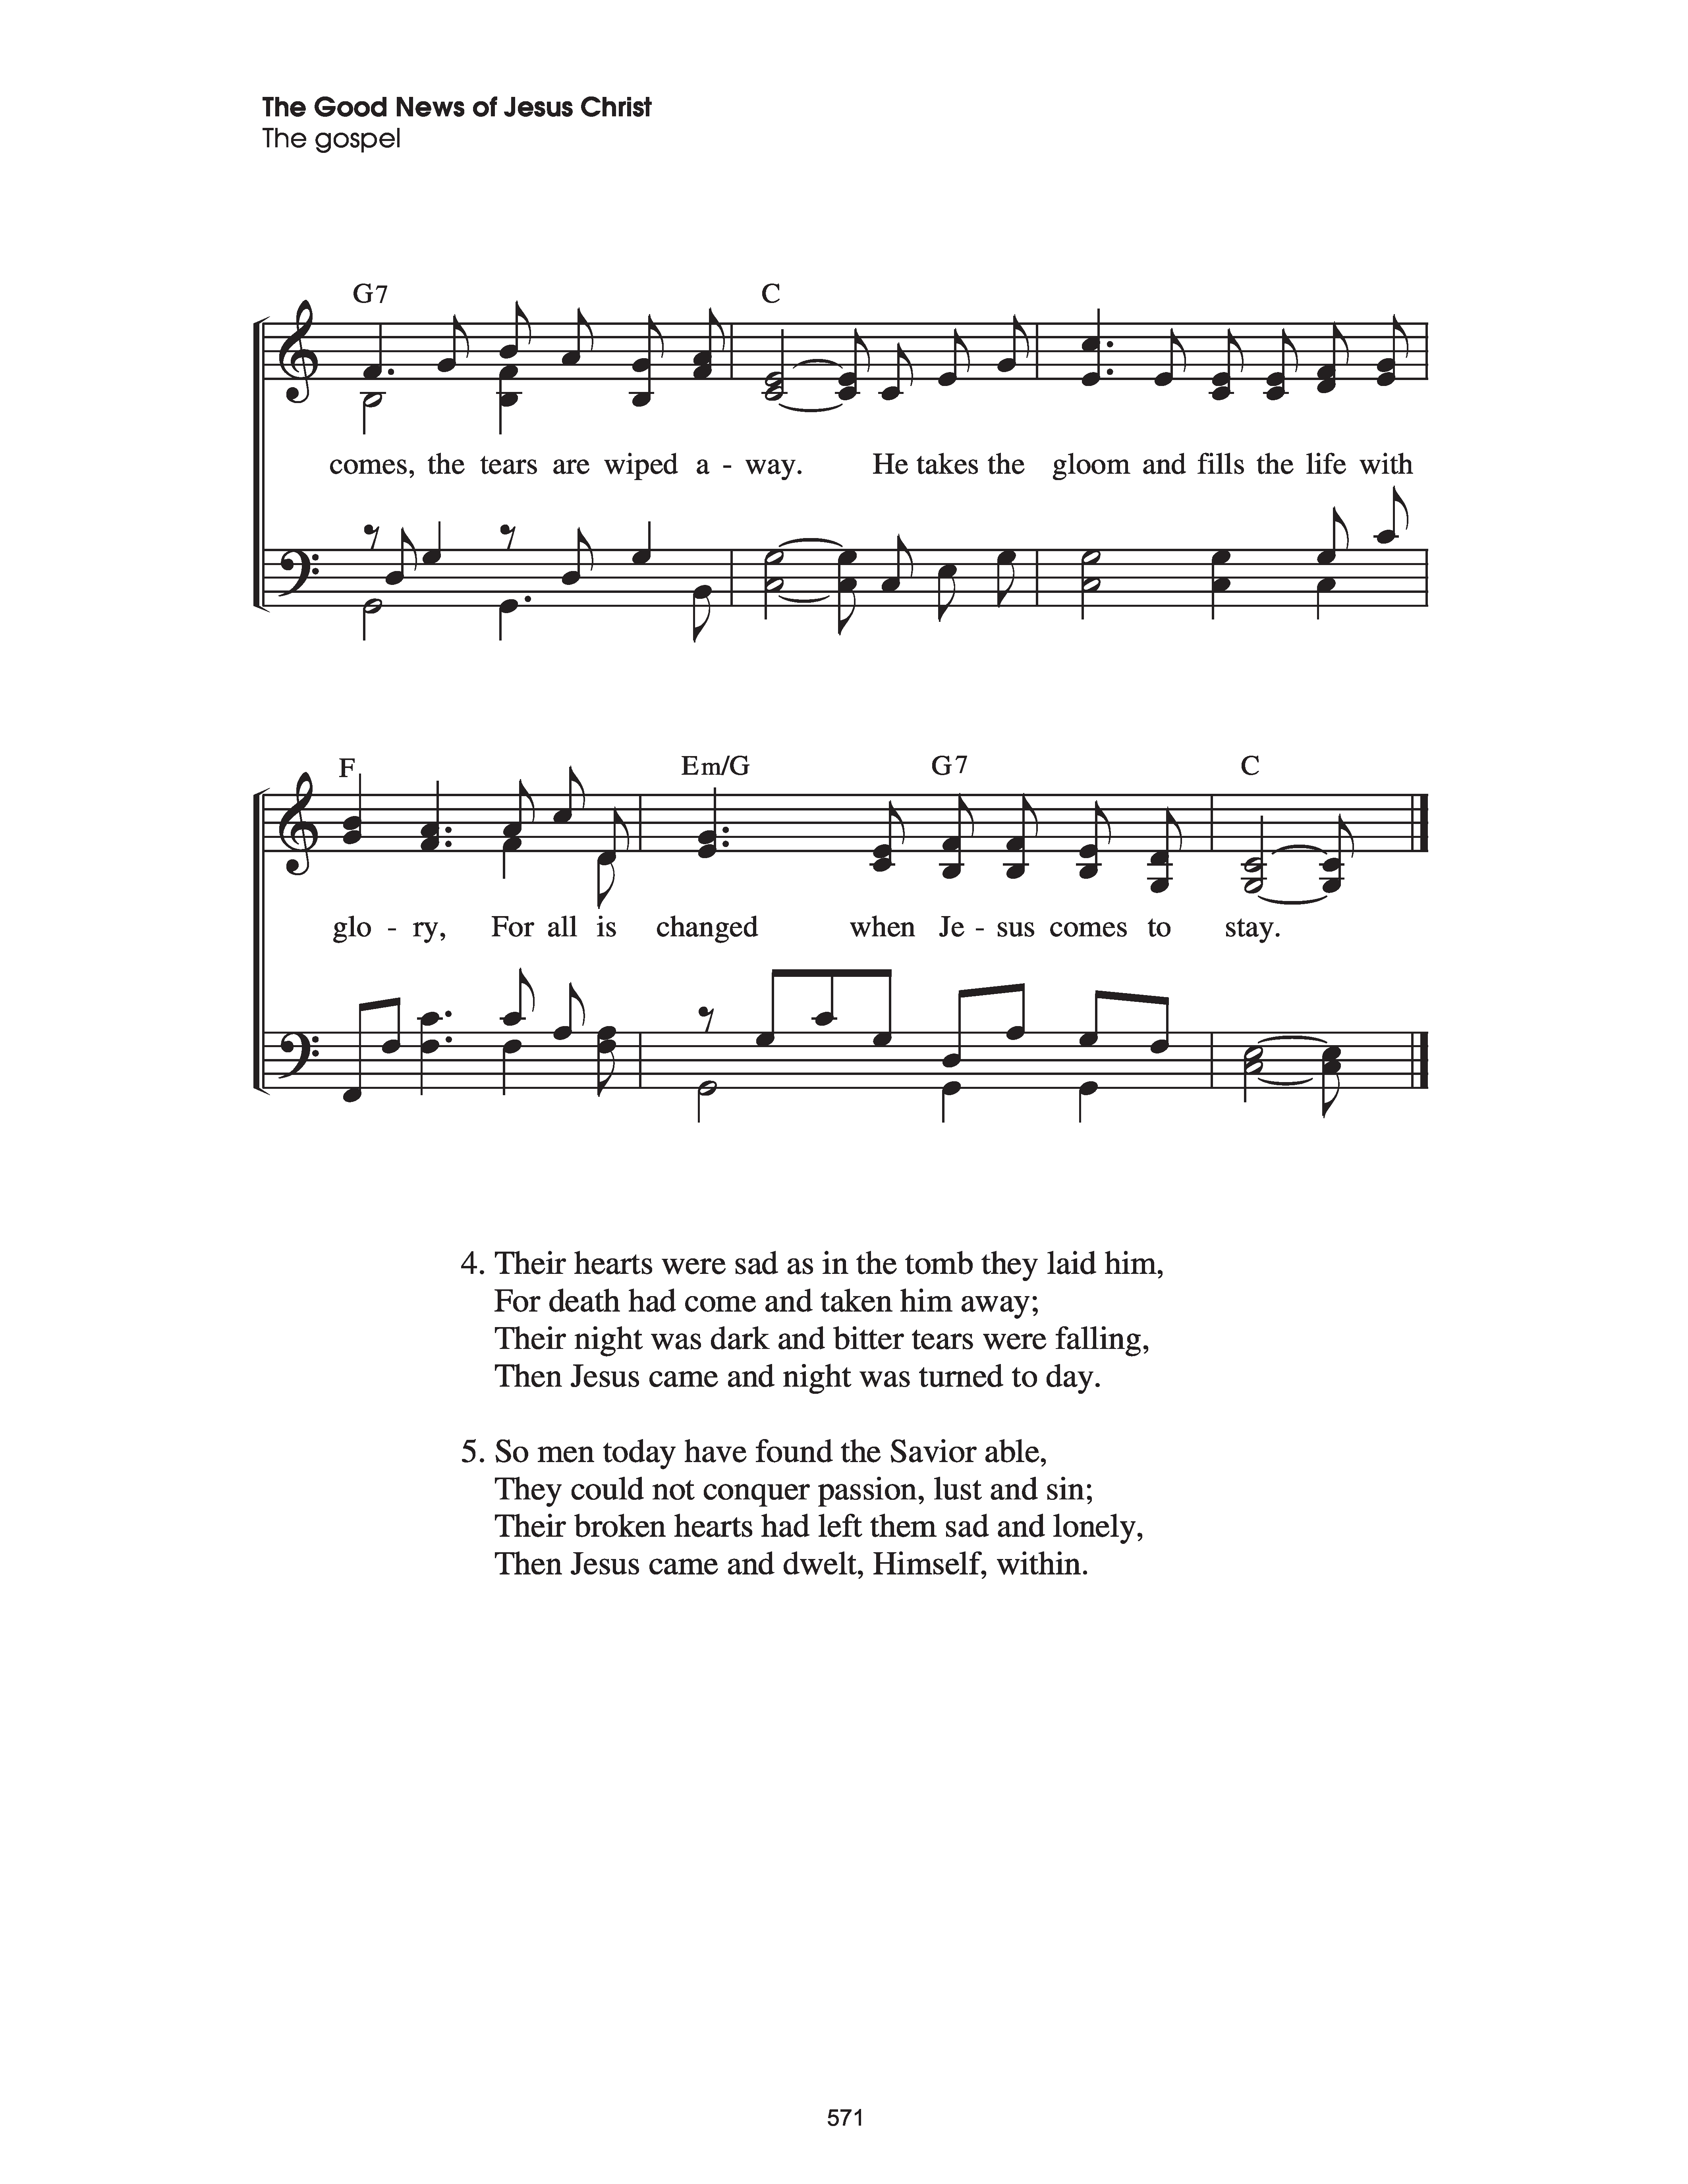 The Good News of Jesus Christ
The gospel
G7 C
comes, the tears are wiped a - way. He takes the gloom and fills the life with
F Em/G G7 C
glo - ry, For all is changed when Je - sus comes to stay.
4. Their hearts were sad as in the tomb they laid him,
For death had come and taken him away;
Their night was dark and bitter tears were falling,
Then Jesus came and night was turned to day.
5. So men today have found the Savior able,
They could not conquer passion, lust and sin;
Their broken hearts had left them sad and lonely,
Then Jesus came and dwelt, Himself, within.
571